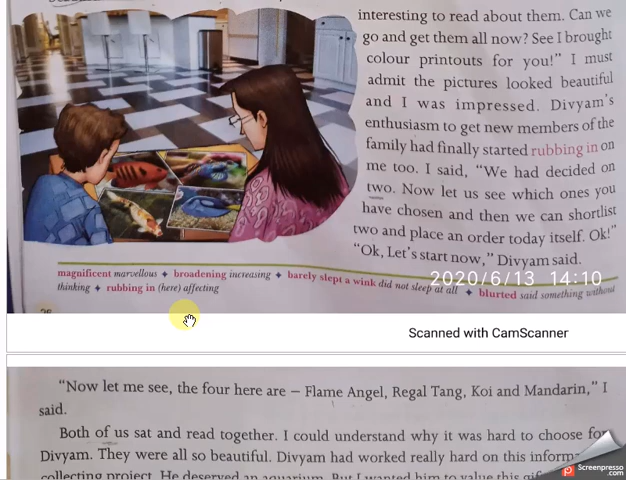 interesting to read about them. Can we
go and get them all now? See I brought
colour printouts for you!” I must
admit the pictures looked beautiful
and I was impressed. Divyam’s
enthusiasm to get new members of the
family had finally started rubbing in on
me too. I said, “We had decided on
two. Now let us see which ones you
have chosen and then we can shortlist
two and place an order today itself. Ok!”
“Ok, Let’s start now,” Divyam said.
magnificent marvellous ✦ broadening increasing ✦ barely slept a wink did not sleep at all ✦ blurted said something without
thinking ✦ rubbing in (here) affecting
2020/6/13 14:10
Scanned with CamScanner
“Now let me see, the four here are – Flame Angel, Regal Tang, Koi and Mandarin,” I
said.
Both of us sat and read together. I could understand why it was hard to choose for
Divyam. They were all so beautiful. Divyam had worked really hard on this
collecting project. He deserved an aquarium. But I wanted him to value this
Screenpresso.com